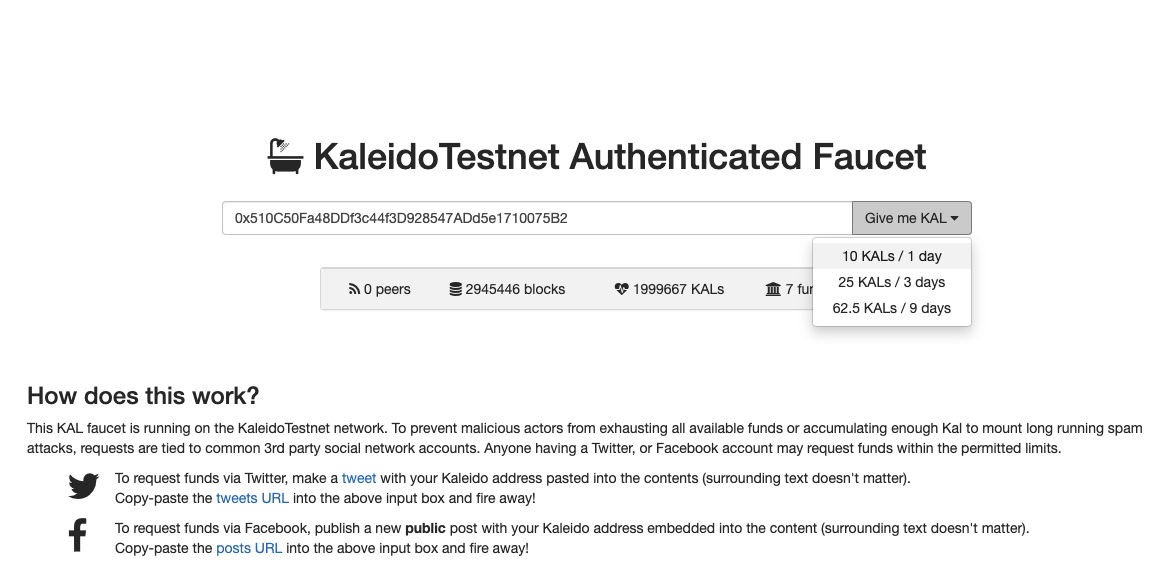 KaleidoTestnet Authenticated Faucet
0x510C50Fa48DDf3c44f3D928547ADd5e1710075B2
Give me KAL
10 KALs / 1 day
25 KALs / 3 days
62.5 KALs / 9 days
0 peers 2945446 blocks 1999667 KALs 7
How does this work?
This KAL faucet is running on the KaleidoTestnet network. To prevent malicious actors from exhausting all available funds or accumulating enough Kal to mount long running spam
attacks, requests are tied to common 3rd party social network accounts. Anyone having a Twitter, or Facebook account may request funds within the permitted limits.
To request funds via Twitter, make a tweet with your Kaleido address pasted into the contents (surrounding text doesn't matter).
Copy-paste the tweets URL into the above input box and fire away!
To request funds via Facebook, publish a new public post with your Kaleido address embedded into the content (surrounding text doesn't matter).
Copy-paste the posts URL into the above input box and fire away!